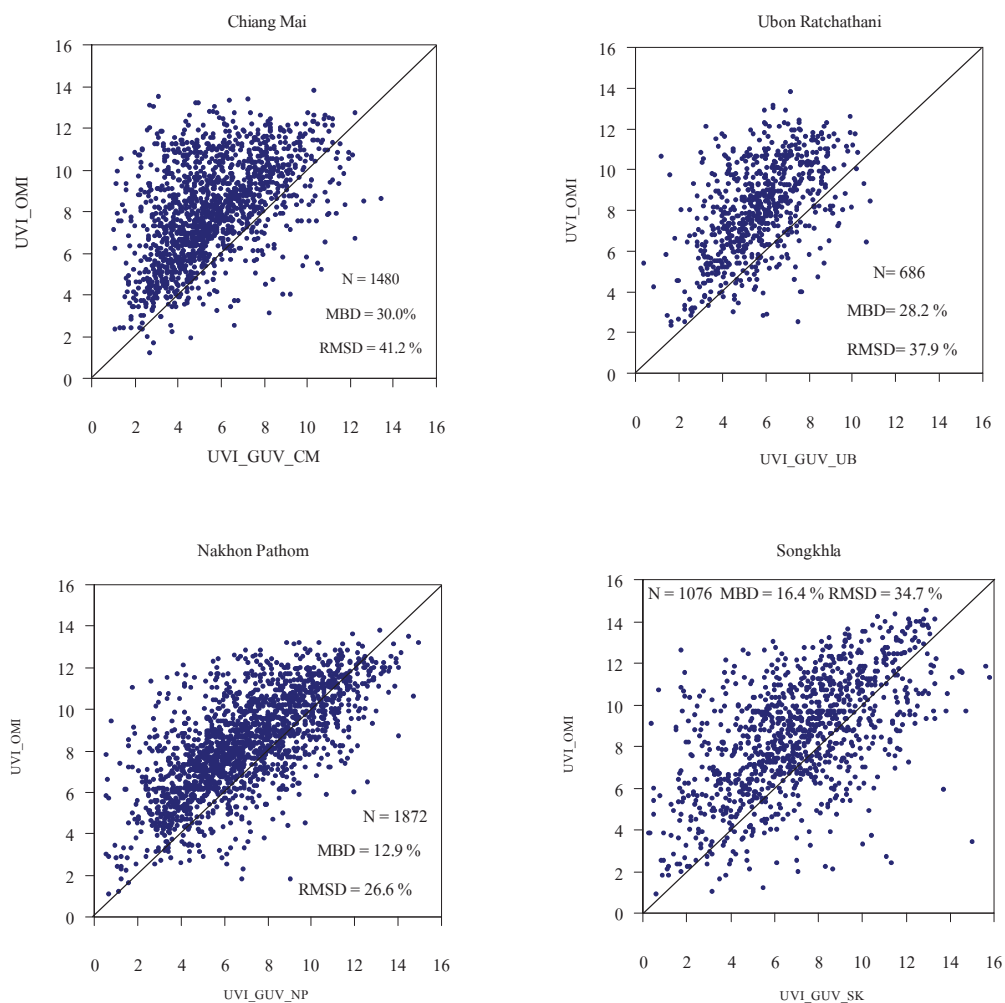 Chiang Mai
16
14
12
10
8
6
4
2
0
UVI_OMI
N = 1480
MBD = 30.0%
RMSD = 41.2 %
0 2 4 6 8 10 12 14 16
UVI_GUV_CM
Ubon Ratchathani
16
14
12
10
8
6
4
2
0
UVI_OMI
N= 686
MBD= 28.2 %
RMSD= 37.9 %
0 2 4 6 8 10 12 14 16
UVI_GUV_UB
Nakhon Pathom
16
14
12
10
8
6
4
2
0
UVI_OMI
N = 1872
MBD = 12.9 %
RMSD = 26.6 %
0 2 4 6 8 10 12 14 16
UVI_GUV_NP
Songkhla
N = 1076 MBD = 16.4 % RMSD = 34.7 %
16
14
12
10
8
6
4
2
0
UVI_OMI
0 2 4 6 8 10 12 14 16
UVI_GUV_SK